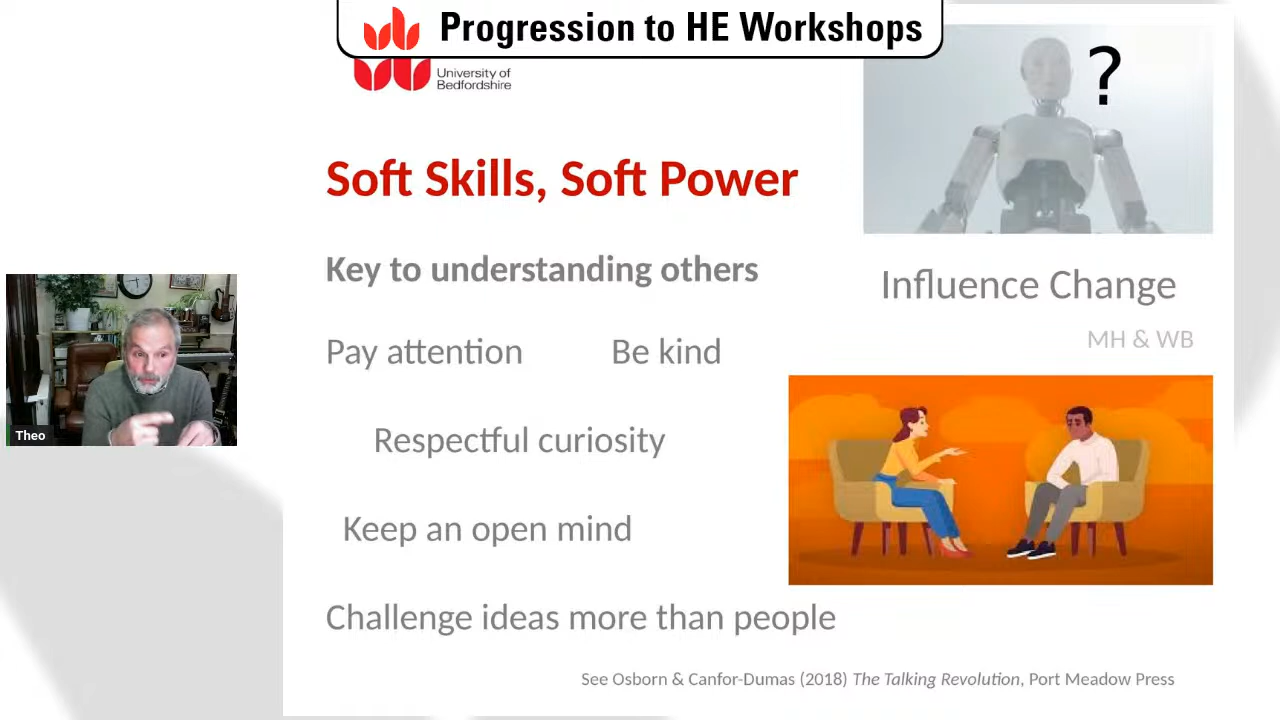 Progression to HE Workshops
University of
Bedfordshire
?
Soft Skills, Soft Power
Key to understanding others
Influence Change
MH & WB
Pay attention
Be kind
Respectful curiosity
Theo
Keep an open mind
Challenge ideas more than people
See Osborn & Canfor-Dumas (2018) The Talking Revolution, Port Meadow Press